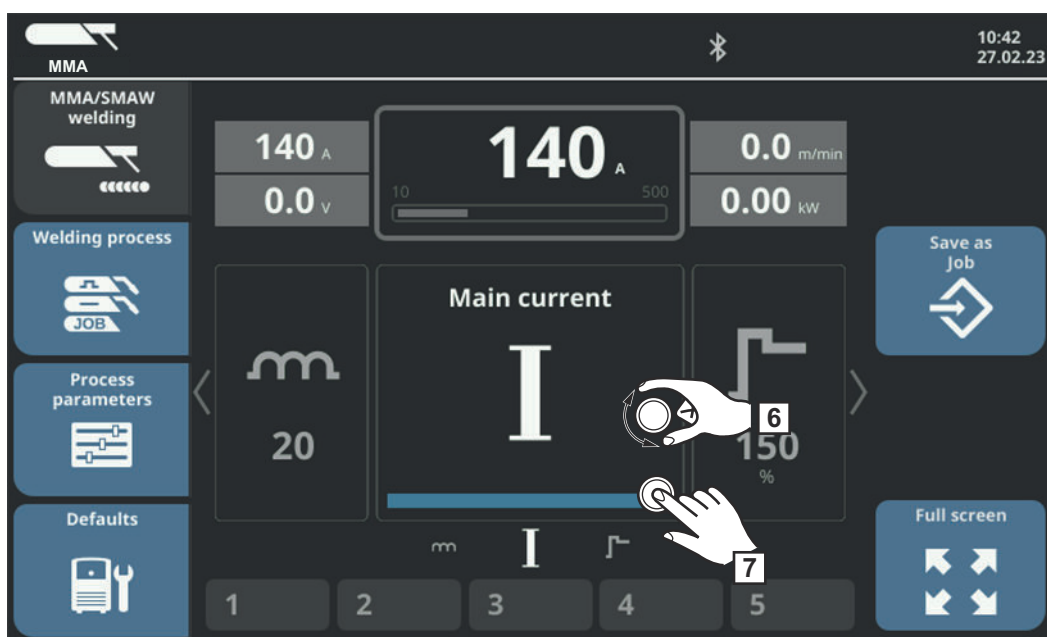 MMA
10:42
27.02.23
MMA/SMAW
welding
140 A
0.0 V
140 A
10 500
0.0 m/min
0.00 kW
Welding process
JOB
Process
parameters
Defaults
Save as
Job
Full screen
20
Main current
I
150
%
6
7
I
1 2 3 4 5